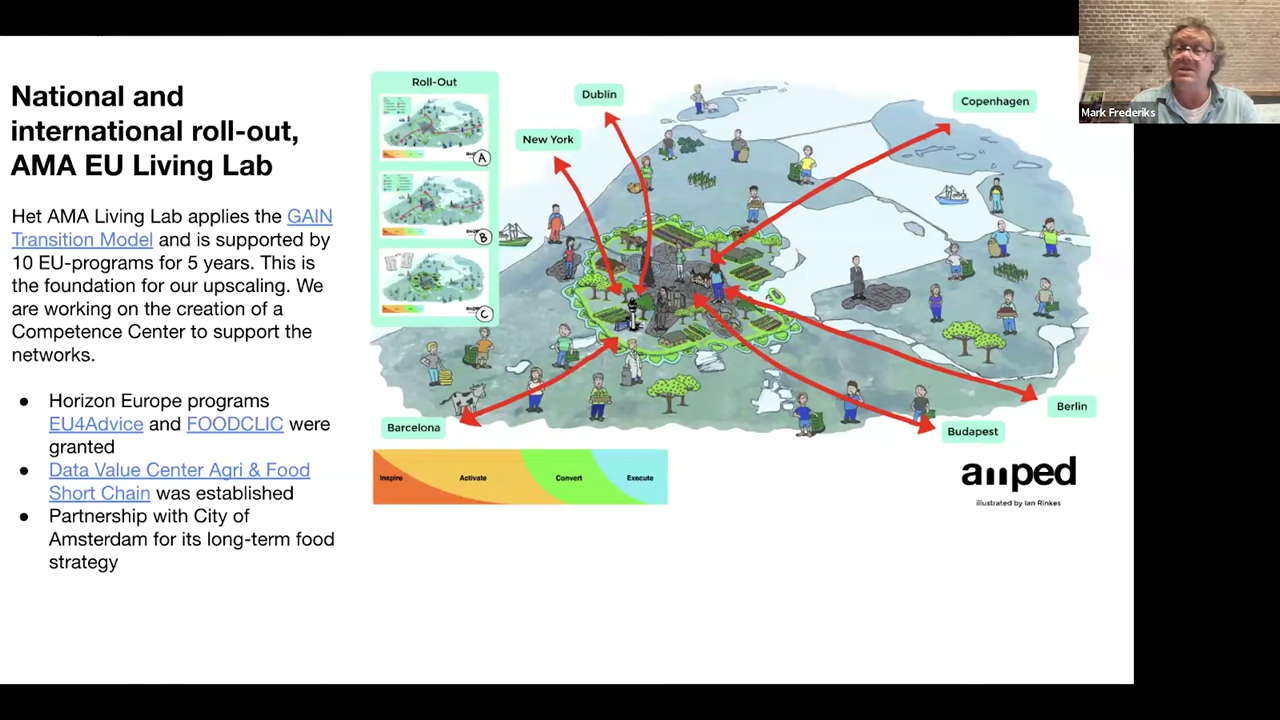 National and
international roll-out,
AMA EU Living Lab
Het AMA Living Lab applies the GAIN
Transition Model and is supported by
10 EU-programs for 5 years. This is
the foundation for our upscaling. We
are working on the creation of a
Competence Center to support the
networks.
● Horizon Europe programs
EU4Advice and FOODCLIC were
granted
● Data Value Center Agri & Food
Short Chain was established
● Partnership with City of
Amsterdam for its long-term food
strategy
Roll-Out
A
B
C
Dublin
New York
Copenhagen
Barcelona
Budapest
Berlin
Inspire
Activate
Convert
Execute
amped
illustrated by Ian Rinkes
Mark Frederiks